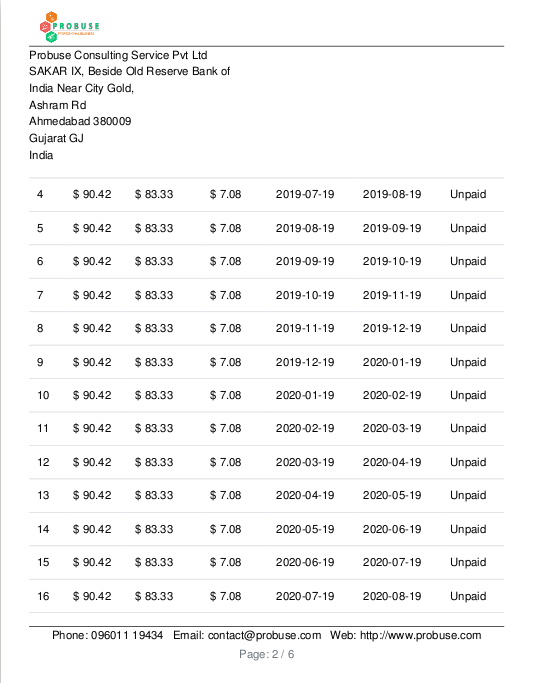 PROBUSE
Probuse Consulting Service Pvt Ltd
SAKAR IX, Beside Old Reserve Bank of
India Near City Gold,
Ashram Rd
Ahmedabad 380009
Gujarat GJ
India
4 $ 90.42 $ 83.33 $ 7.08 2019-07-19 2019-08-19 Unpaid
5 $ 90.42 $ 83.33 $ 7.08 2019-08-19 2019-09-19 Unpaid
6 $ 90.42 $ 83.33 $ 7.08 2019-09-19 2019-10-19 Unpaid
7 $ 90.42 $ 83.33 $ 7.08 2019-10-19 2019-11-19 Unpaid
8 $ 90.42 $ 83.33 $ 7.08 2019-11-19 2019-12-19 Unpaid
9 $ 90.42 $ 83.33 $ 7.08 2019-12-19 2020-01-19 Unpaid
10 $ 90.42 $ 83.33 $ 7.08 2020-01-19 2020-02-19 Unpaid
11 $ 90.42 $ 83.33 $ 7.08 2020-02-19 2020-03-19 Unpaid
12 $ 90.42 $ 83.33 $ 7.08 2020-03-19 2020-04-19 Unpaid
13 $ 90.42 $ 83.33 $ 7.08 2020-04-19 2020-05-19 Unpaid
14 $ 90.42 $ 83.33 $ 7.08 2020-05-19 2020-06-19 Unpaid
15 $ 90.42 $ 83.33 $ 7.08 2020-06-19 2020-07-19 Unpaid
16 $ 90.42 $ 83.33 $ 7.08 2020-07-19 2020-08-19 Unpaid
Phone: 096011 19434 Email: contact@probuse.com Web: http://www.probuse.com
Page: 2 / 6